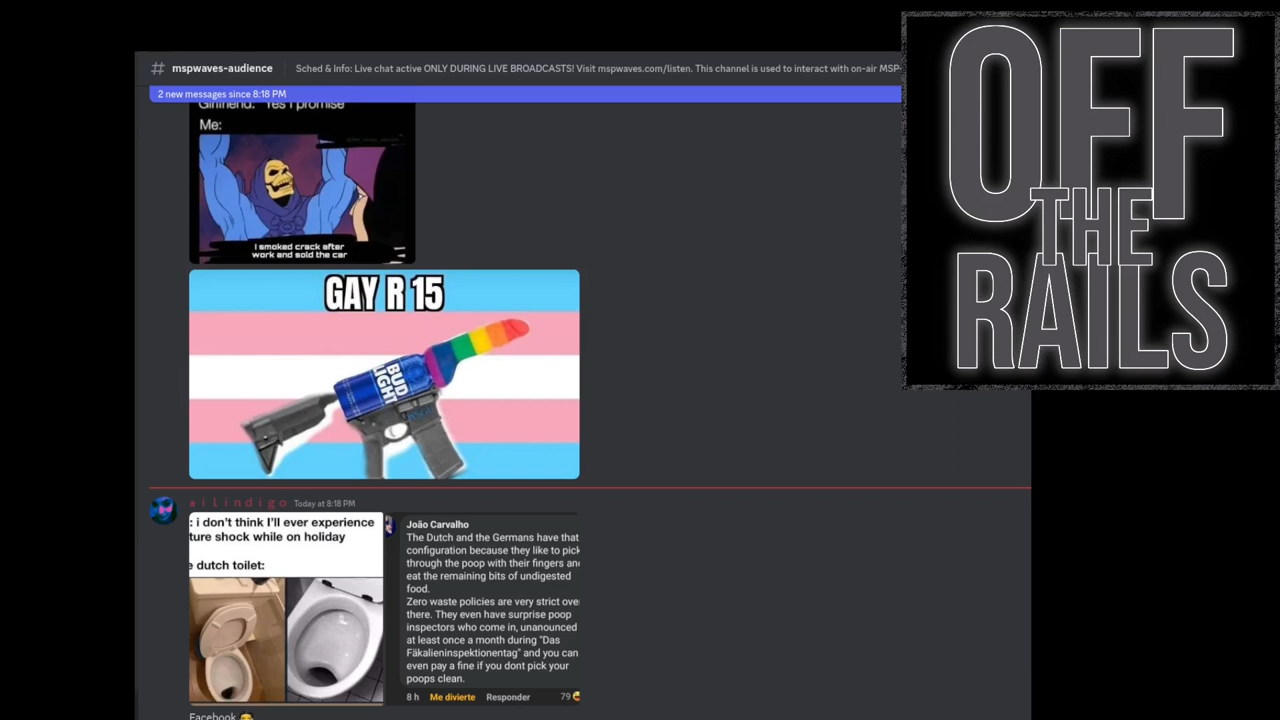 mspwaves-audience
Sched & Info: Live chat active ONLY DURING LIVE BROADCASTS! Visit mspwaves.com/listen. This channel is used to interact with on-air MSP
2 new messages since 8:18 PM
Girlfriend: "Yes I promise"
Me:
I smoked crack after
work and sold the car
GAY R 15
BUD
LIGHT
ailindigo Today at 8:18 PM
: i don't think I'll ever experience
ture shock while on holiday
e dutch toilet:
João Carvalho
The Dutch and the Germans have that
configuration because they like to pick
through the poop with their fingers and
eat the remaining bits of undigested
food.
Zero waste policies are very strict ove
there. They even have surprise poop
inspectors who come in, unanounced
at least once a month during "Das
Fäkalieninspektionentag" and you can
even pay a fine if you dont pick your
poops clean.
8 h Me divierte Responder 79
Facebook
OFF
THE
RAILS